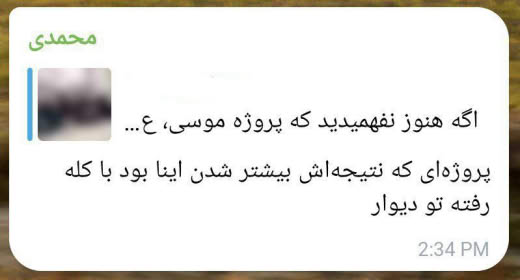 محمدی
اگه هنوز نفهمیدید که پروژه موسی، ع...
پروژه‌ای که نتیجه‌اش بیشتر شدن اینا بود با کله
رفته تو دیوار
2:34 PM